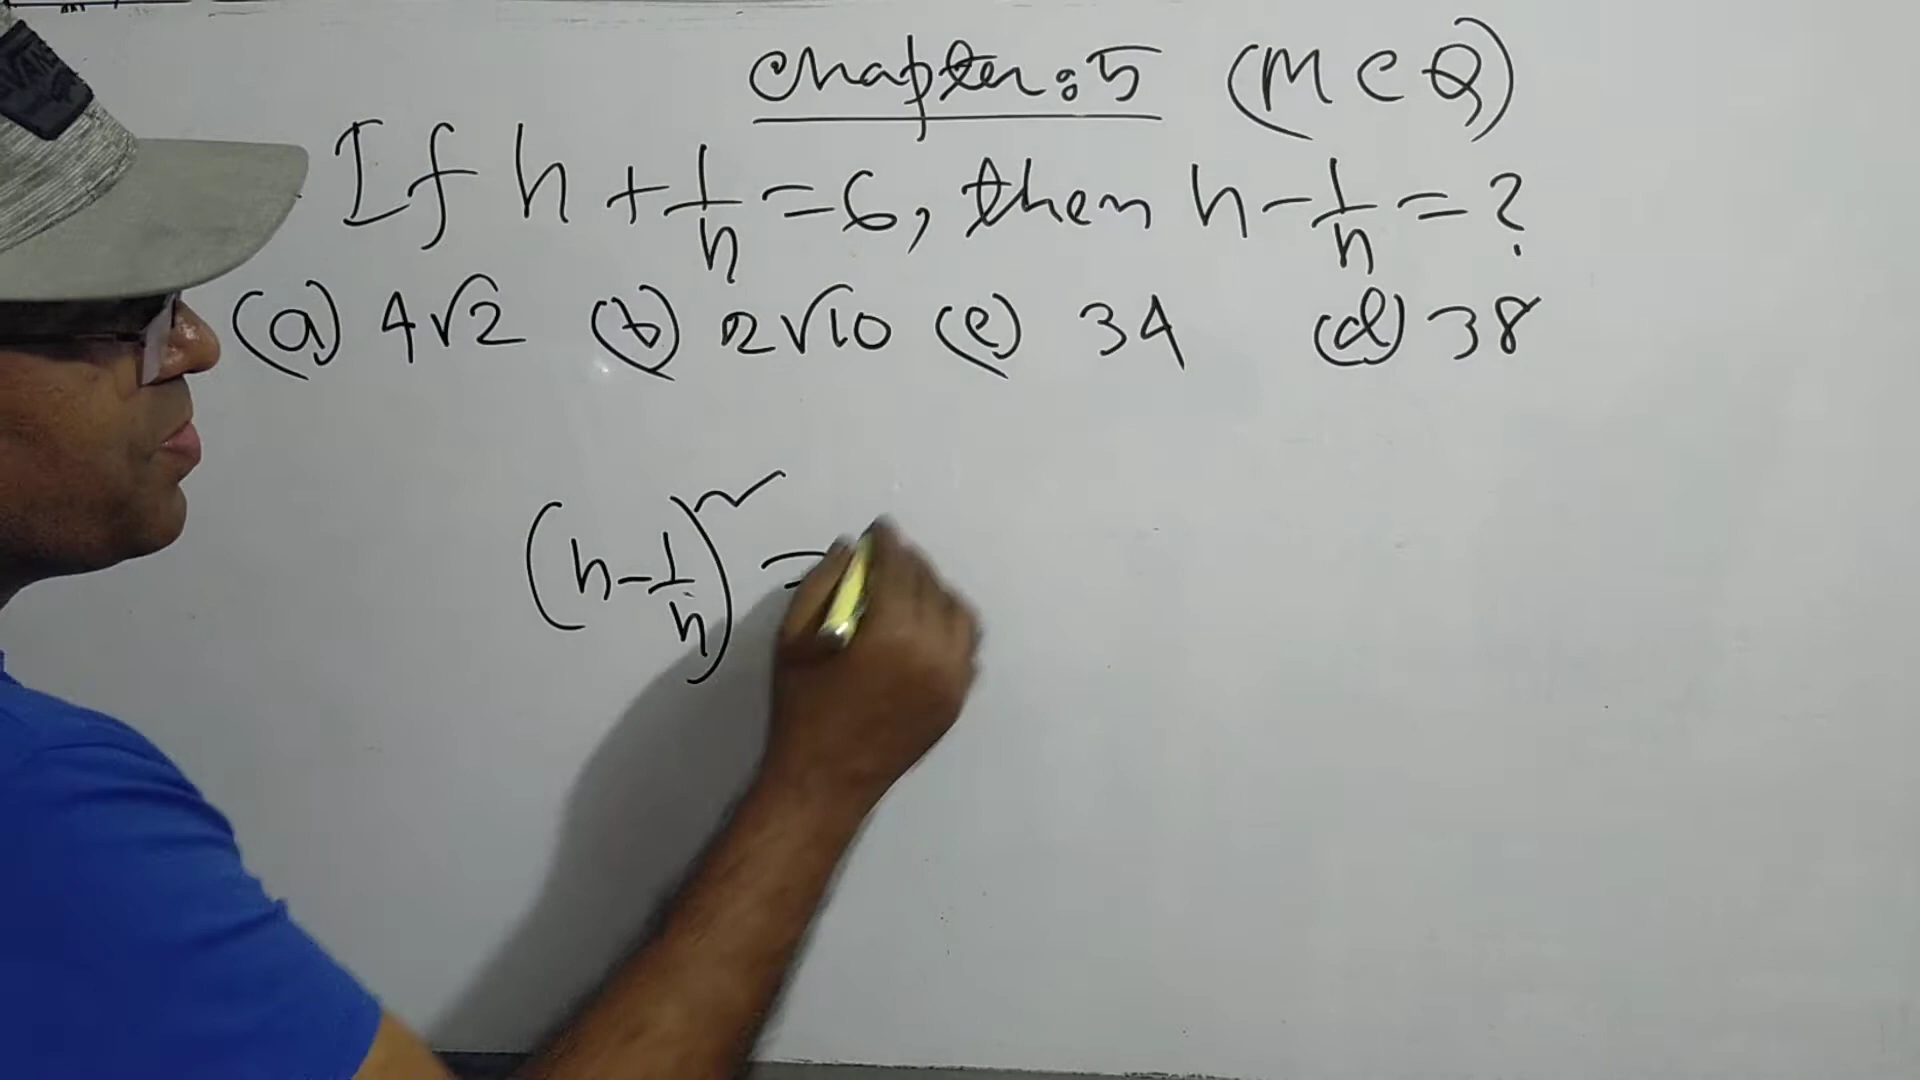 Chapter: 5 (MCQ)
If h + 1/h = 6, then h - 1/h = ?
(a) 4√2 (b) 2√10 (c) 34 (d) 38
(h - 1/h)² =